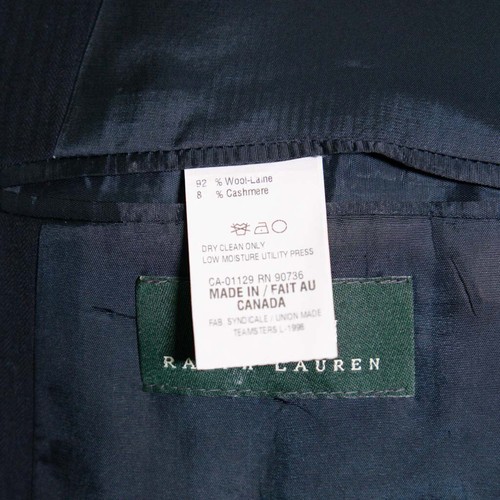 92 % Wool-Laine
8 % Cashmere
DRY CLEAN ONLY
LOW MOISTURE UTILITY PRESS
CA-01129 RN 90736
MADE IN / FAIT AU
CANADA
FAB. SYNDICALE / UNION MADE
TEAMSTERS L-1996
LAUREN